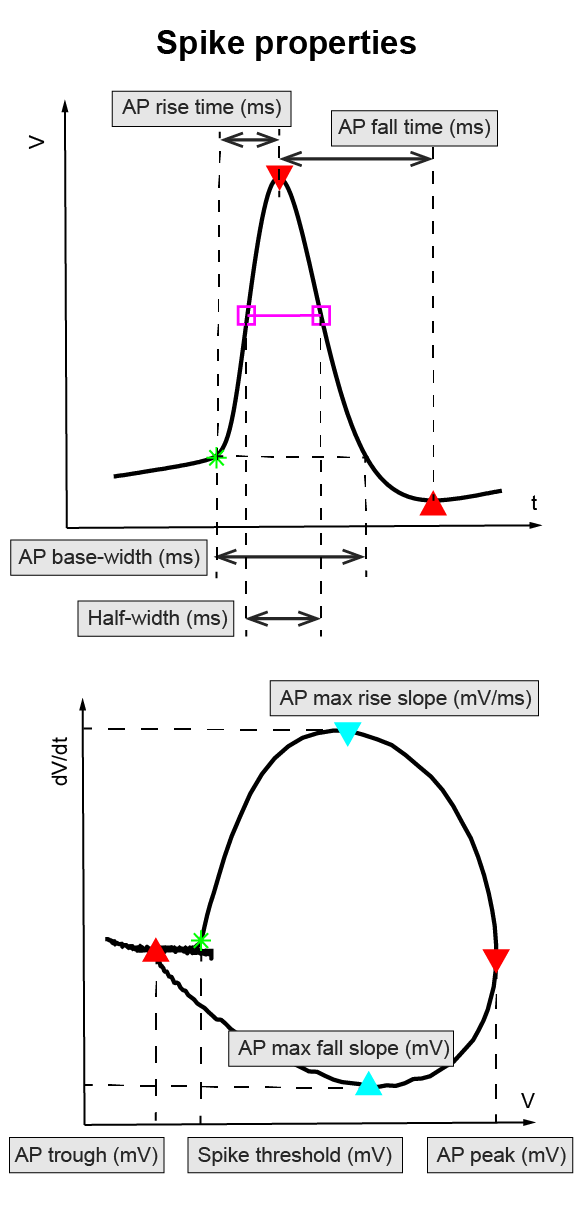 Spike properties
AP rise time (ms)
AP fall time (ms)
V
t
AP base-width (ms)
Half-width (ms)
AP max rise slope (mV/ms)
dV/dt
AP max fall slope (mV)
V
AP trough (mV)
Spike threshold (mV)
AP peak (mV)